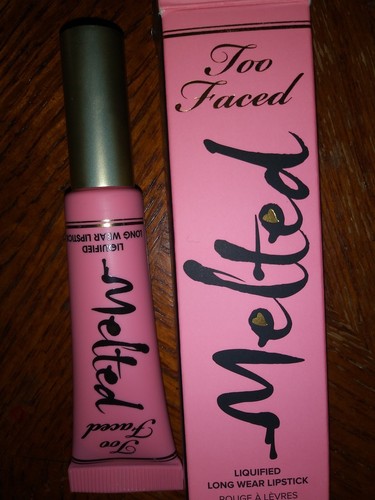 Too
Faced
Melted
LIQUIFIED
LONG WEAR LIPSTICK
ROUGE À LÈVRES
Too
Faced
Melted
LIQUIFIED
LONG WEAR LIPSTICK